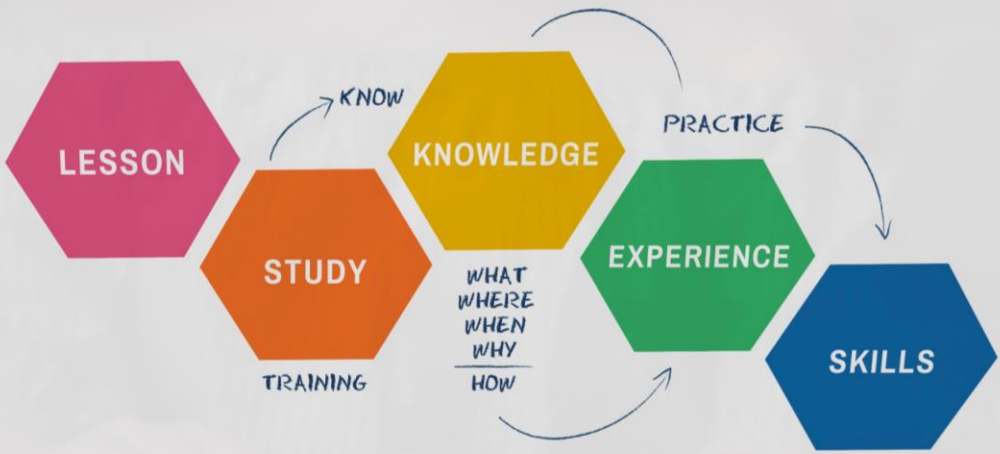 LESSON
STUDY
TRAINING
KNOW
KNOWLEDGE
WHAT
WHERE
WHEN
WHY
HOW
EXPERIENCE
PRACTICE
SKILLS